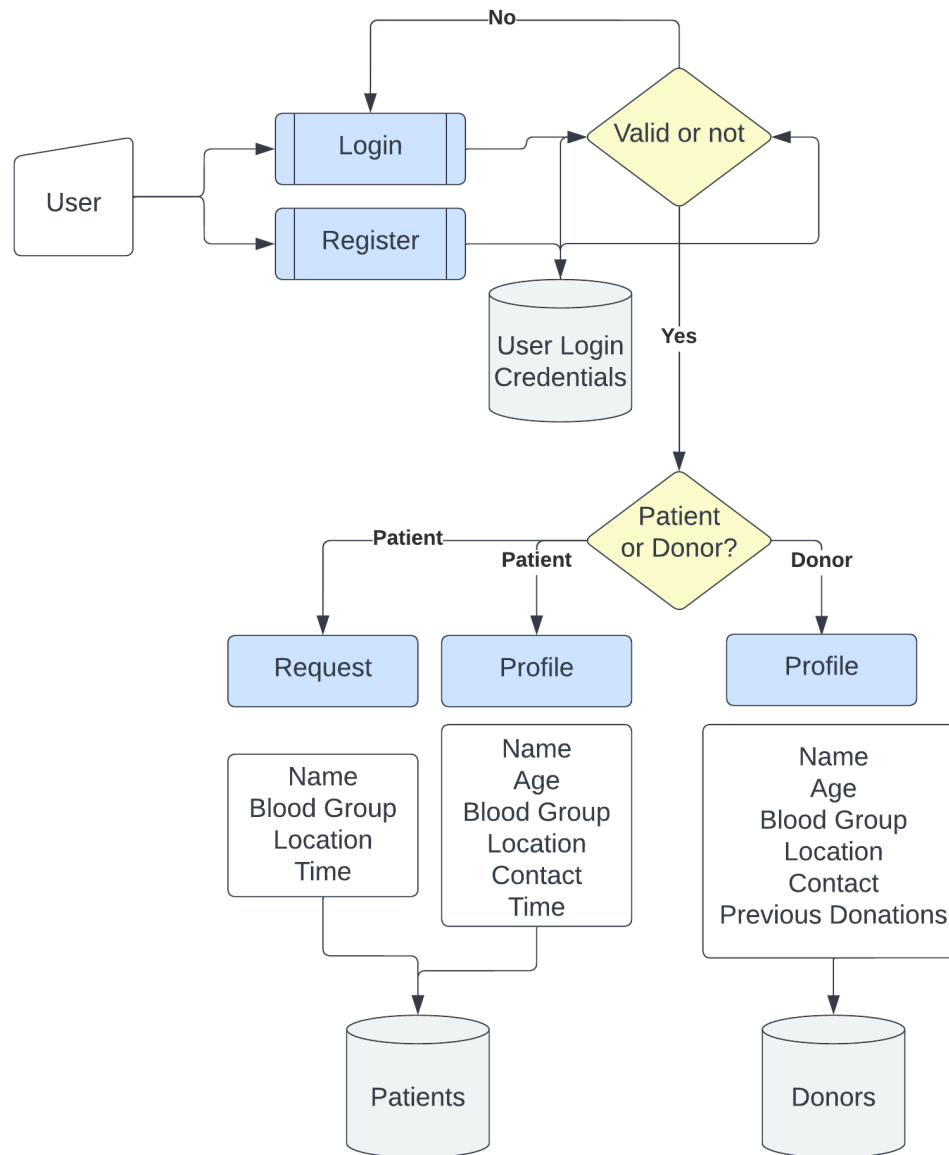 No
Login
Valid or not
User
Register
User Login
Credentials
Yes
Patient
or Donor?
Patient
Patient
Donor
Request
Profile
Profile
Name
Blood Group
Location
Time
Name
Age
Blood Group
Location
Contact
Time
Name
Age
Blood Group
Location
Contact
Previous Donations
Patients
Donors